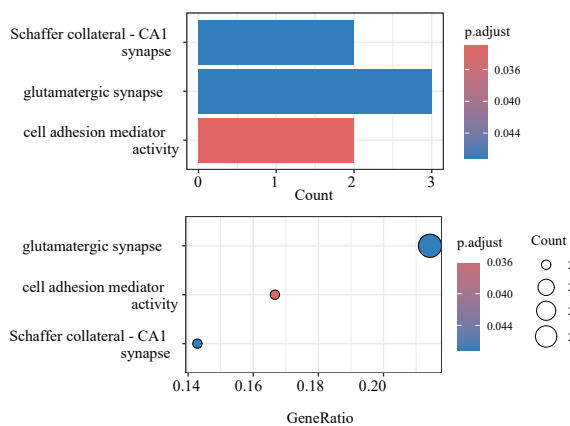 Schaffer collateral - CA1
synapse
glutamatergic synapse
cell adhesion mediator
activity
0 1 2 3
Count
p.adjust
0.036
0.040
0.044
glutamatergic synapse
cell adhesion mediator
activity
Schaffer collateral - CA1
synapse
0.14 0.16 0.18 0.20
GeneRatio
p.adjust
0.036
0.040
0.044
Count